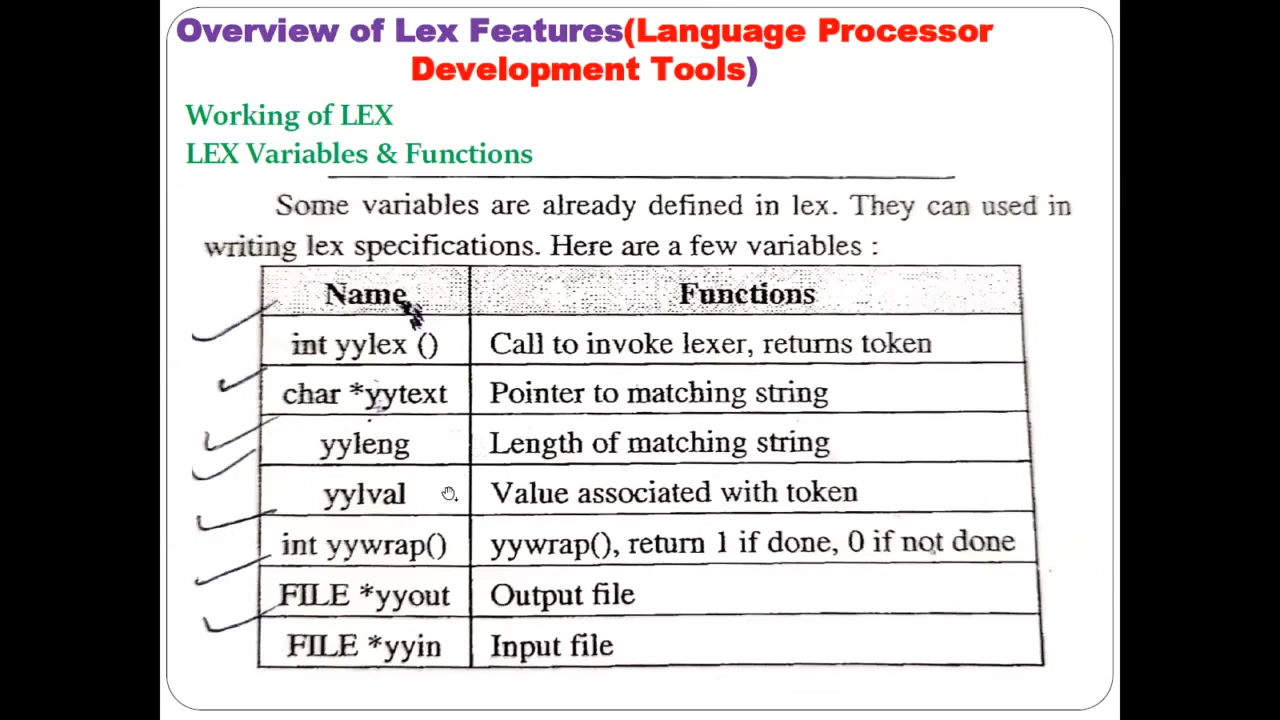 Overview of Lex Features(Language Processor
Development Tools)
Working of LEX
LEX Variables & Functions
Some variables are already defined in lex. They can used in
writing lex specifications. Here are a few variables :
Name Functions
int yylex () Call to invoke lexer, returns token
char *yytext Pointer to matching string
yyleng Length of matching string
yylval Value associated with token
int yywrap() yywrap(), return 1 if done, 0 if not done
FILE *yyout Output file
FILE *yyin Input file